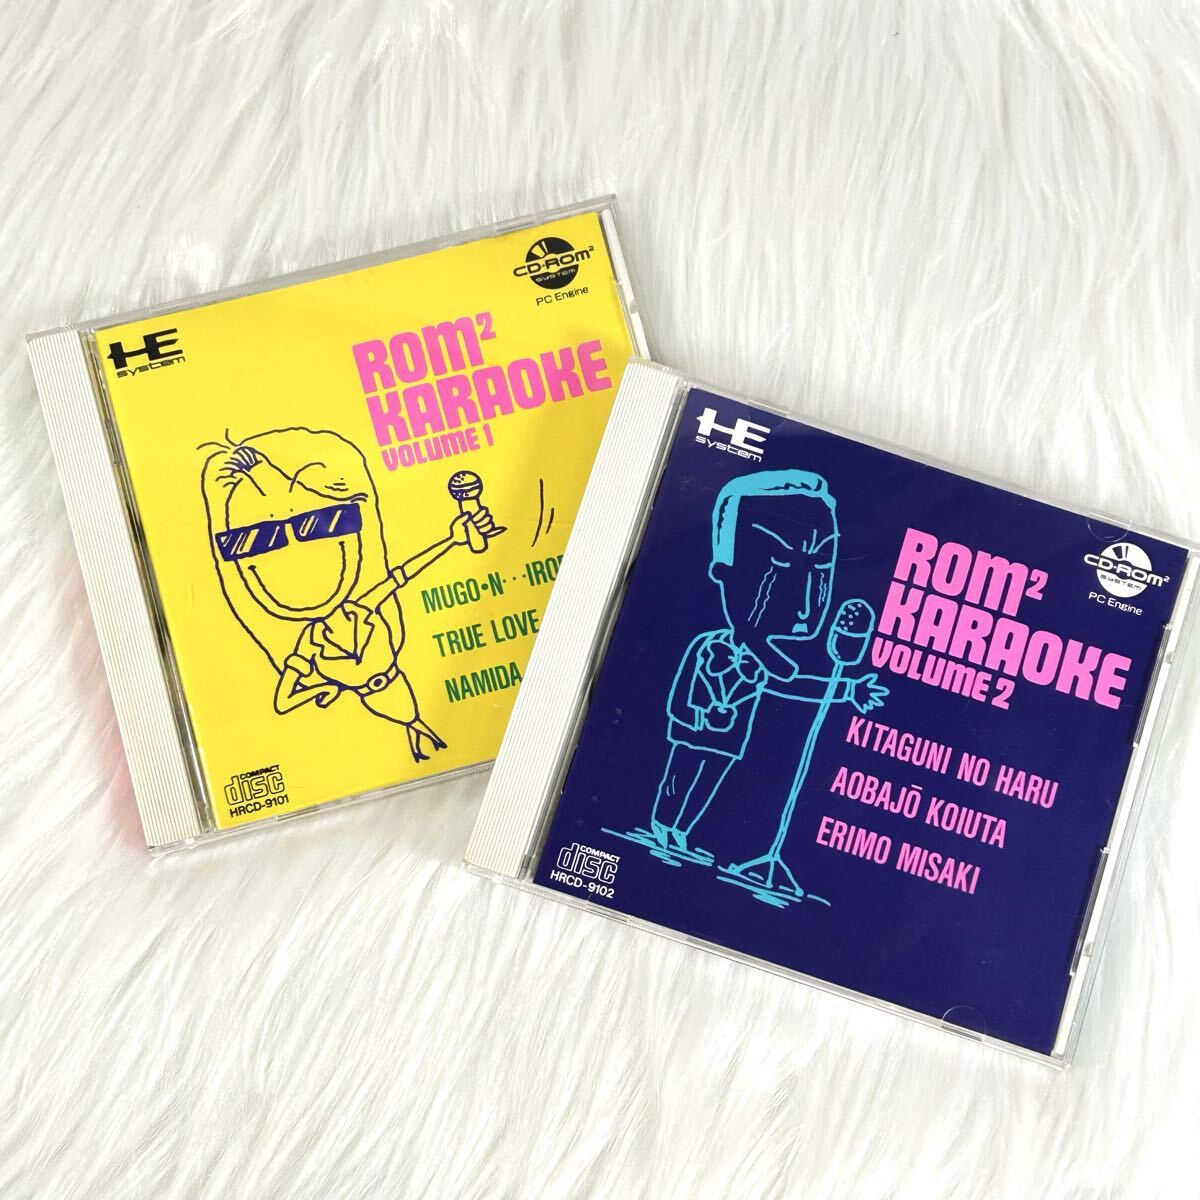 HE
system
CD-ROM²
SYSTEM
PC Engine
ROM²
KARAOKE
VOLUME 1
MUGO•N･･･
TRUE LOVE
NAMIDA
COMPACT
disc
HRCD-9101
HE
system
CD-ROM²
SYSTEM
PC Engine
ROM²
KARAOKE
VOLUME 2
KITAGUNI NO HARU
AOBAJŌ KOIUTA
ERIMO MISAKI
COMPACT
disc
HRCD-9102